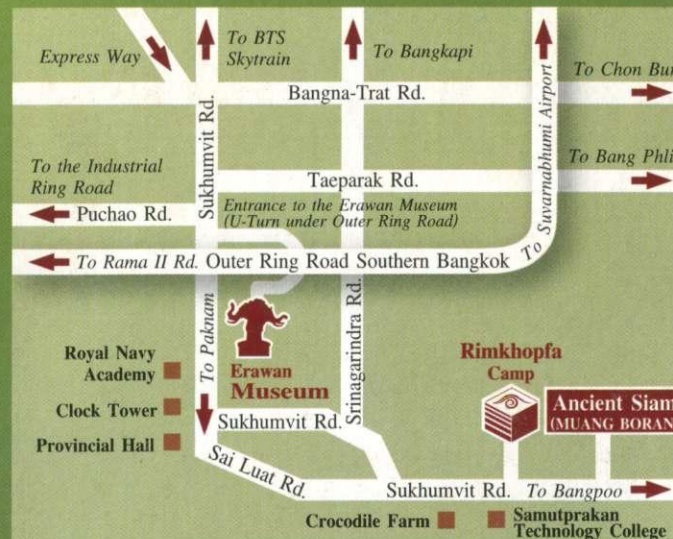 Express Way
To BTS
Skytrain
To Bangkapi
To Suvarnabhumi Airport
To Chon Bur
Bangna-Trat Rd.
Sukhumvit Rd.
To the Industrial
Ring Road
Taeparak Rd.
To Bang Phli
Puchao Rd.
Entrance to the Erawan Museum
(U-Turn under Outer Ring Road)
To Rama II Rd. Outer Ring Road Southern Bangkok
To Paknam
Srinagarindra Rd.
Royal Navy
Academy
Clock Tower
Provincial Hall
Erawan
Museum
Rimkhopfa
Camp
Ancient Siam
(MUANG BORAN
Sukhumvit Rd.
Sai Luat Rd.
Sukhumvit Rd. To Bangpoo
Crocodile Farm
Samutprakan
Technology College